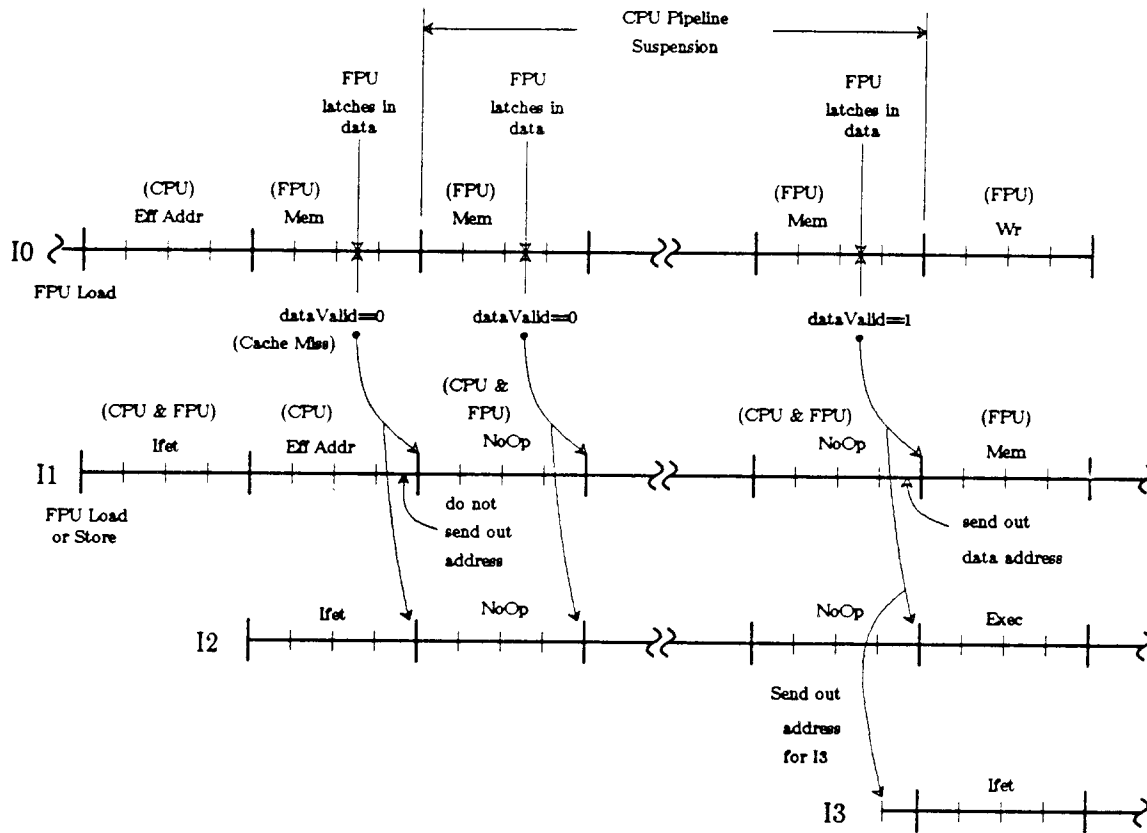 CPU Pipeline
Suspension
FPU
latches in
data
FPU
latches in
data
FPU
latches in
data
(CPU)
Eff Addr
(FPU)
Mem
(FPU)
Mem
(FPU)
Mem
(FPU)
Wr
I0
FPU Load
dataValid==0
(Cache Miss)
dataValid==0
dataValid==1
(CPU & FPU)
Ifet
(CPU)
Eff Addr
(CPU &
FPU)
NoOp
(CPU & FPU)
NoOp
(FPU)
Mem
I1
FPU Load
or Store
do not
send out
address
send out
data address
Ifet
NoOp
NoOp
Exec
I2
Send out
address
for I3
Ifet
I3